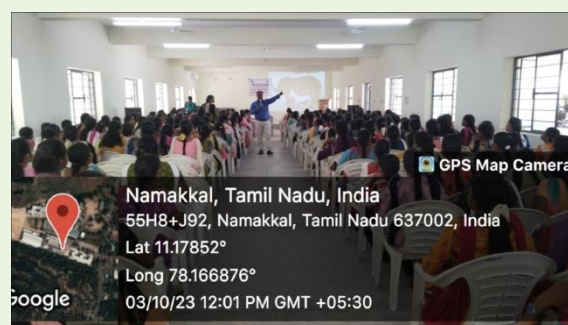 GPS Map Camera
Namakkal, Tamil Nadu, India
55H8+J92, Namakkal, Tamil Nadu 637002, India
Lat 11.17852°
Long 78.166876°
03/10/23 12:01 PM GMT +05:30
Google